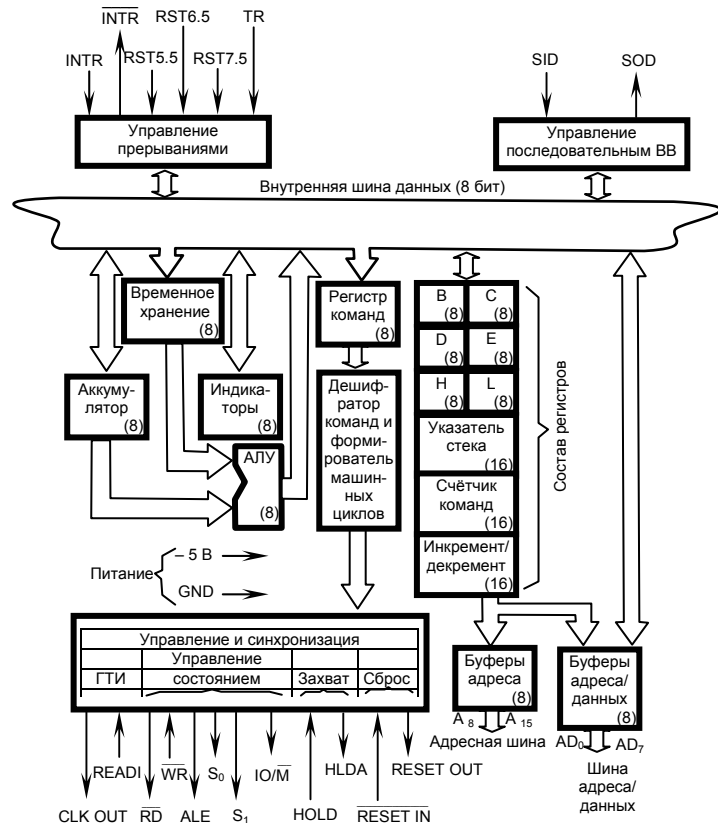 INTR RST6.5 TR
INTR RST5.5 RST7.5
SID SOD
Управление
прерываниями
Управление
последовательным ВВ
Внутренняя шина данных (8 бит)
Временное
хранение
(8)
Регистр
команд
(8)
B
(8)
C
(8)
D
(8)
E
(8)
H
(8)
L
(8)
Аккуму-
лятор
(8)
Индика-
торы
(8)
АЛУ
(8)
Дешиф-
ратор
команд и
форми-
рователь
машин-
ных
циклов
Указатель
стека
(16)
Счётчик
команд
(16)
Инкремент/
декремент
(16)
Состав регистров
Питание
– 5 В
GND
Управление и синхронизация
Управление
ГТИ состоянием Захват Сброс
Буферы
адреса
(8)
Буферы
адреса/
данных
(8)
A 8 A 15
Адресная шина
AD0 AD7
Шина
адреса/
данных
READI WR S0 IO/M HLDA RESET OUT
CLK OUT RD ALE S1 HOLD RESET IN